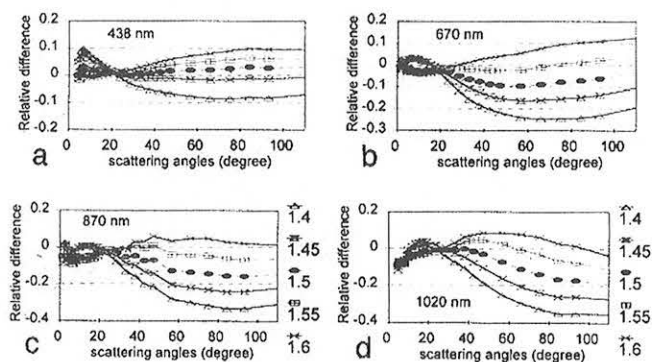 438 nm
Relative difference
0.2
0.1
0
-0.1
-0.2
0 20 40 60 80 100
scattering angles (degree)
a
670 nm
Relative difference
0.2
0.1
0
-0.1
-0.2
-0.3
0 20 40 60 80 100
scattering angles (degree)
b
870 nm
Relative difference
0.2
0
-0.2
-0.4
0 20 40 60 80 100
scattering angles (degree)
c
1.4
1.45
1.5
1.55
1.6
1020 nm
Relative difference
0.2
0
-0.2
-0.4
0 20 40 60 80 100
scattering angles (degree)
d
1.4
1.45
1.5
1.55
1.6